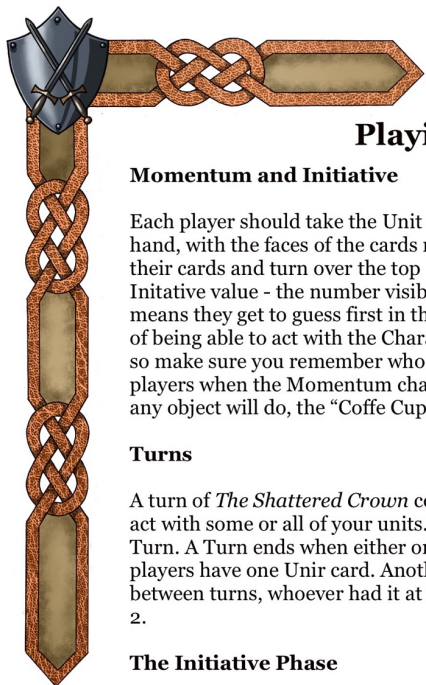 Playi
Momentum and Initiative
Each player should take the Unit
hand, with the faces of the cards
their cards and turn over the top
Initative value - the number visib
means they get to guess first in th
of being able to act with the Chara
so make sure you remember who
players when the Momentum cha
any object will do, the “Coffe Cup
Turns
A turn of The Shattered Crown co
act with some or all of your units.
Turn. A Turn ends when either or
players have one Unir card. Anoth
between turns, whoever had it at
2.
The Initiative Phase